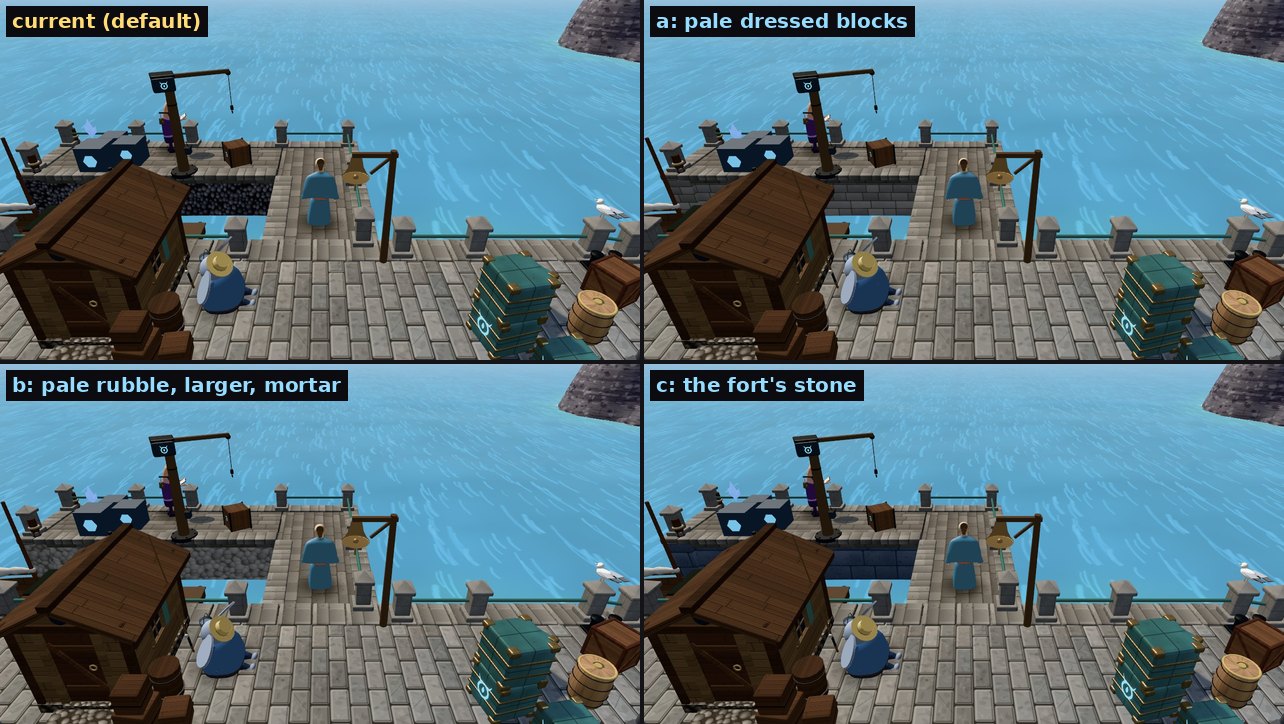 current (default)
a: pale dressed blocks
b: pale rubble, larger, mortar
c: the fort's stone